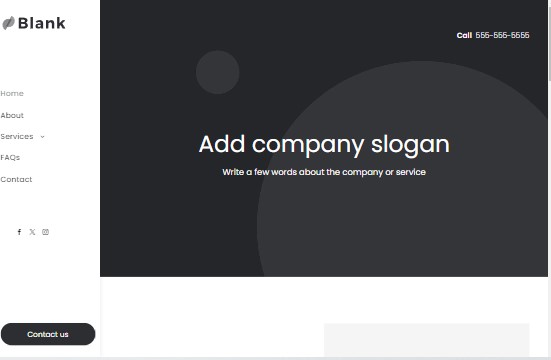 Blank
Home
About
Services
FAQs
Contact
Contact us
Call 555-555-5555
Add company slogan
Write a few words about the company or service